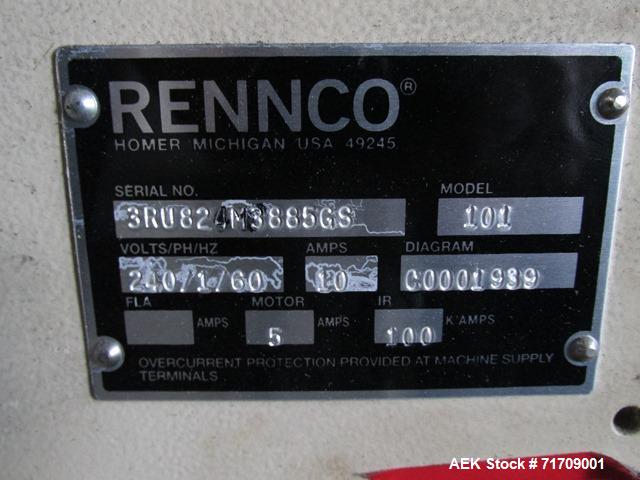 RENNCO®
HOMER MICHIGAN USA 49245
SERIAL NO. MODEL
3RU824M3885GS 101
VOLTS/PH/HZ AMPS DIAGRAM
240/1/60 10 C0001939
FLA MOTOR IR
AMPS 5 AMPS 100 K AMPS
OVERCURRENT PROTECTION PROVIDED AT MACHINE SUPPLY
TERMINALS
AEK Stock # 71709001